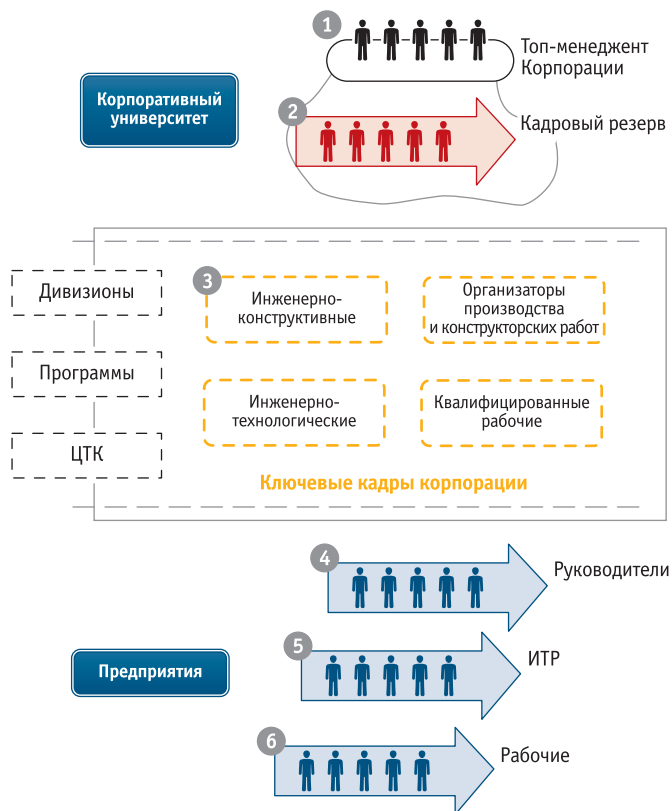 1
Топ-менеджент
Корпорации
Корпоративный
университет
2
Кадровый резерв
Дивизионы
Программы
ЦТК
3
Инженерно-
конструктивные
Организаторы
производства
и конструкторских работ
Инженерно-
технологические
Квалифицированные
рабочие
Ключевые кадры корпорации
4
Руководители
Предприятия
5
ИТР
6
Рабочие